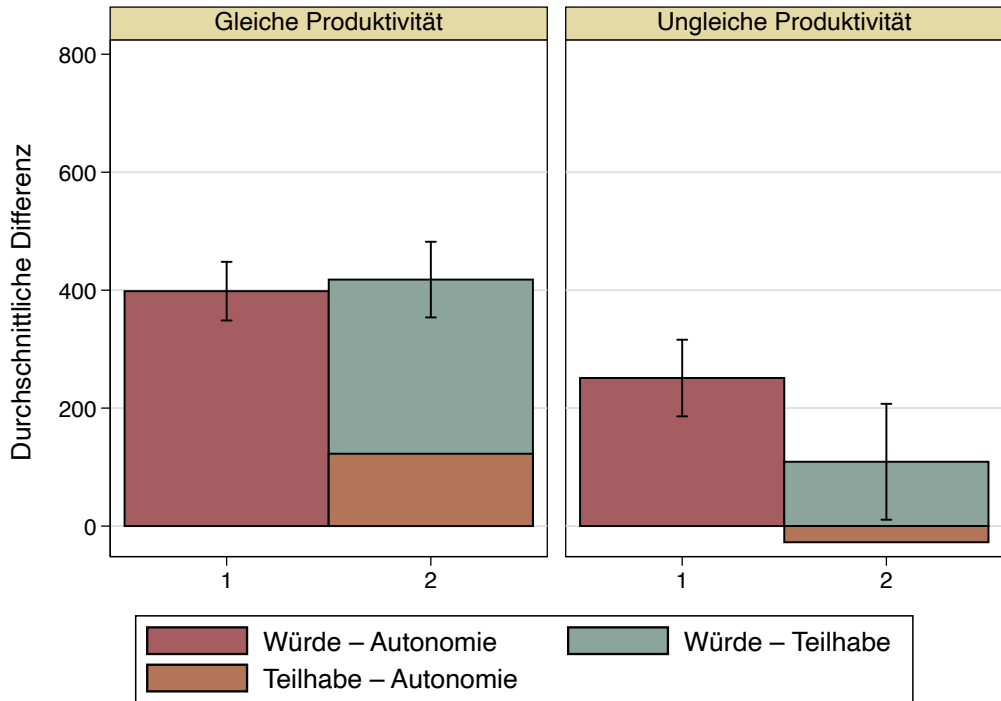 Gleiche Produktivität
Ungleiche Produktivität
Durchschnittliche Differenz
800
600
400
200
0
1
2
1
2
Würde – Autonomie
Würde – Teilhabe
Teilhabe – Autonomie